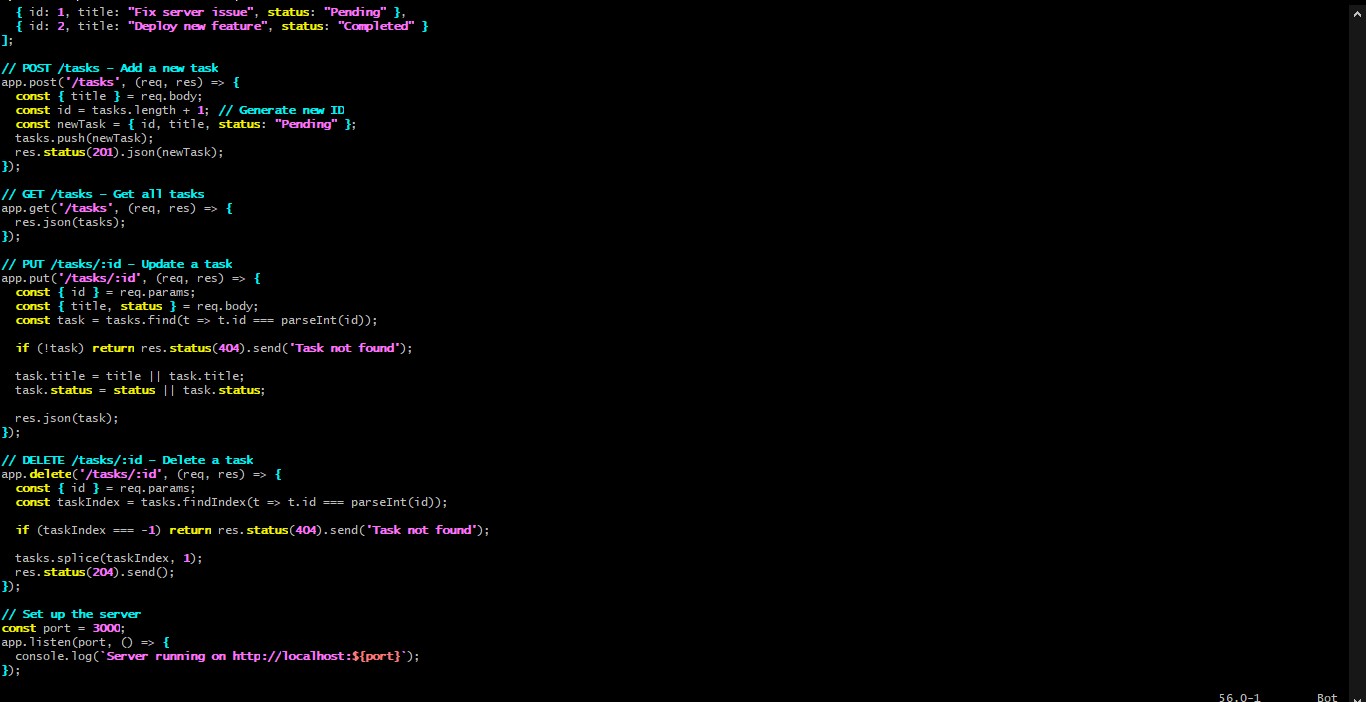 { id: 1, title: "Fix server issue", status: "Pending" },
  { id: 2, title: "Deploy new feature", status: "Completed" }
];

// POST /tasks - Add a new task
app.post('/tasks', (req, res) => {
  const { title } = req.body;
  const id = tasks.length + 1; // Generate new ID
  const newTask = { id, title, status: "Pending" };
  tasks.push(newTask);
  res.status(201).json(newTask);
});

// GET /tasks - Get all tasks
app.get('/tasks', (req, res) => {
  res.json(tasks);
});

// PUT /tasks/:id - Update a task
app.put('/tasks/:id', (req, res) => {
  const { id } = req.params;
  const { title, status } = req.body;
  const task = tasks.find(t => t.id === parseInt(id));

  if (!task) return res.status(404).send('Task not found');

  task.title = title || task.title;
  task.status = status || task.status;

  res.json(task);
});

// DELETE /tasks/:id - Delete a task
app.delete('/tasks/:id', (req, res) => {
  const { id } = req.params;
  const taskIndex = tasks.findIndex(t => t.id === parseInt(id));

  if (taskIndex === -1) return res.status(404).send('Task not found');

  tasks.splice(taskIndex, 1);
  res.status(204).send();
});

// Set up the server
const port = 3000;
app.listen(port, () => {
  console.log(`Server running on http://localhost:${port}`);
});

56,0-1 Bot